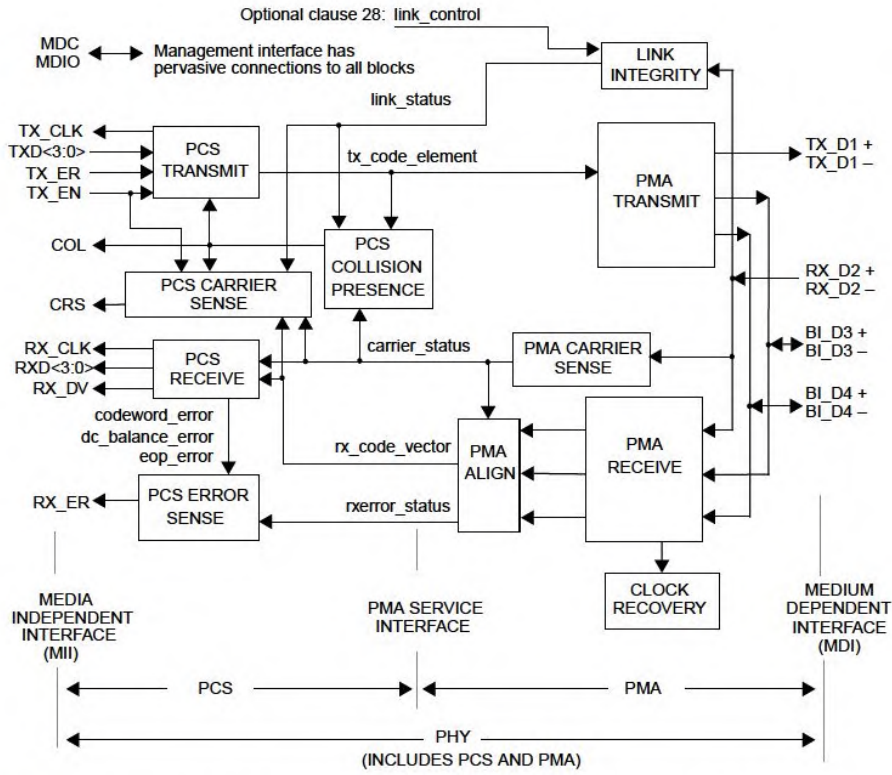 Optional clause 28: link_control
MDC
MDIO
Management interface has
pervasive connections to all blocks
LINK
INTEGRITY
link_status
TX_CLK
TXD<3:0>
TX_ER
TX_EN
PCS
TRANSMIT
tx_code_element
PMA
TRANSMIT
TX_D1 +
TX_D1 –
COL
PCS
COLLISION
PRESENCE
PCS CARRIER
SENSE
CRS
RX_D2 +
RX_D2 –
RX_CLK
RXD<3:0>
RX_DV
PCS
RECEIVE
carrier_status
PMA CARRIER
SENSE
BI_D3 +
BI_D3 –
BI_D4 +
BI_D4 –
codeword_error
dc_balance_error
eop_error
rx_code_vector
PMA
ALIGN
PMA
RECEIVE
RX_ER
PCS ERROR
SENSE
rxerror_status
CLOCK
RECOVERY
MEDIA
INDEPENDENT
INTERFACE
(MII)
PMA SERVICE
INTERFACE
MEDIUM
DEPENDENT
INTERFACE
(MDI)
PCS
PMA
PHY
(INCLUDES PCS AND PMA)